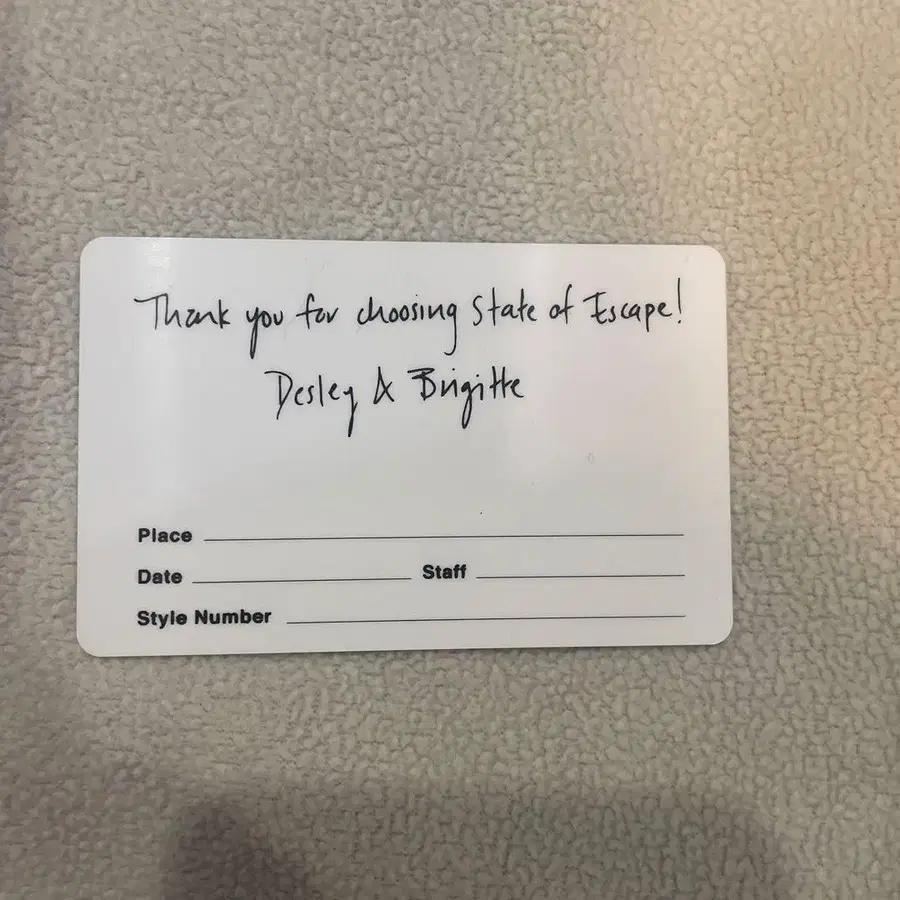 Thank you for choosing State of Escape!
Desley & Brigitte
Place
Date Staff
Style Number